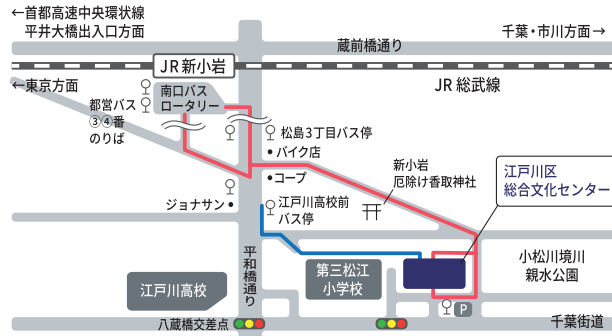 ←首都高速中央環状線
平井大橋出入口方面
千葉・市川方面→
蔵前橋通り
JR新小岩
←東京方面
JR 総武線
南口バス
ロータリー
都営バス
③④番
のりば
松島3丁目バス停
バイク店
コープ
新小岩
厄除け香取神社
江戸川区
総合文化センター
ジョナサン
江戸川高校前
バス停
平和橋通り
第三松江
小学校
小松川境川
親水公園
江戸川高校
P
八蔵橋交差点
千葉街道